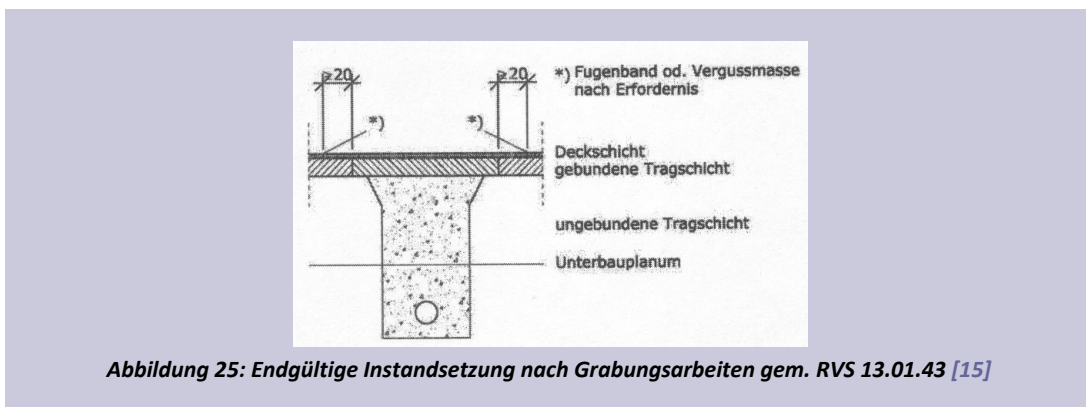 ≥20
≥20
*) Fugenband od. Vergussmasse
nach Erfordernis
*)
*)
Deckschicht
gebundene Tragschicht
ungebundene Tragschicht
Unterbauplanum
Abbildung 25: Endgültige Instandsetzung nach Grabungsarbeiten gem. RVS 13.01.43 [15]